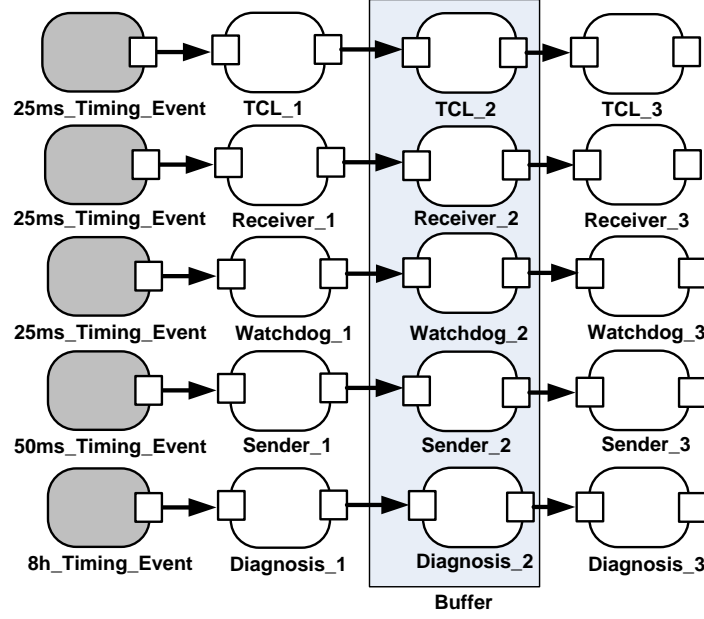 25ms_Timing_Event TCL_1 TCL_2 TCL_3
25ms_Timing_Event Receiver_1 Receiver_2 Receiver_3
25ms_Timing_Event Watchdog_1 Watchdog_2 Watchdog_3
50ms_Timing_Event Sender_1 Sender_2 Sender_3
8h_Timing_Event Diagnosis_1 Diagnosis_2 Diagnosis_3
Buffer